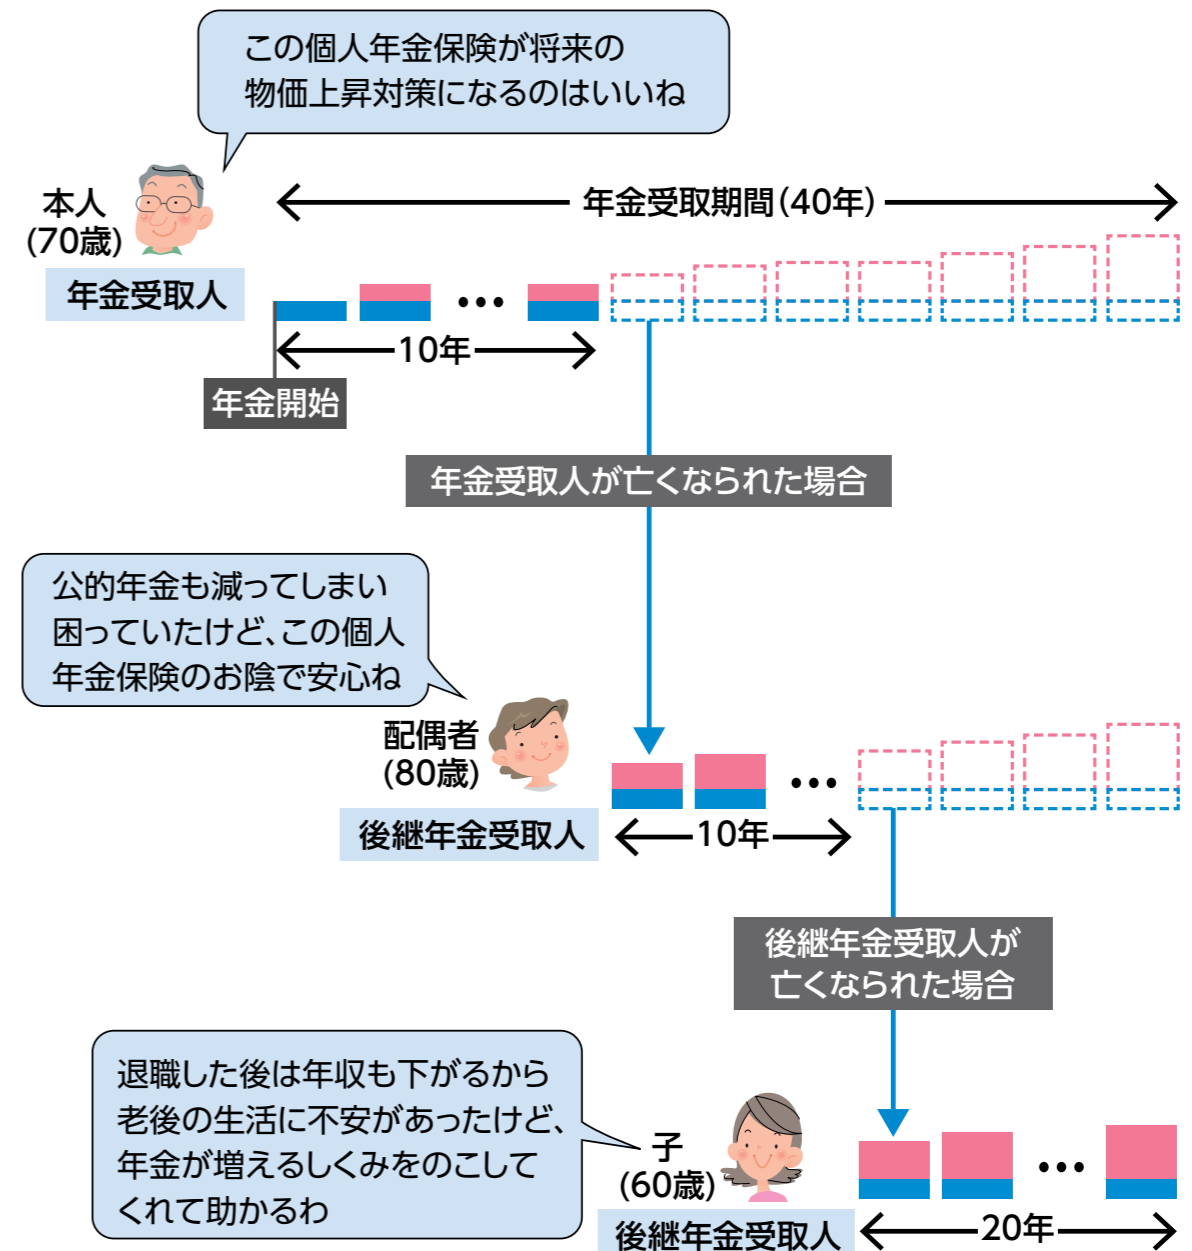 この個人年金保険が将来の
物価上昇対策になるのはいいね
本人
(70歳)
年金受取人
年金受取期間(40年)
•••
10年
年金開始
年金受取人が亡くなられた場合
公的年金も減ってしまい
困っていたけど、この個人
年金保険のお陰で安心ね
配偶者
(80歳)
後継年金受取人
•••
10年
後継年金受取人が
亡くなられた場合
退職した後は年収も下がるから
老後の生活に不安があったけど、
年金が増えるしくみをのこして
くれて助かるわ
子
(60歳)
後継年金受取人
•••
20年